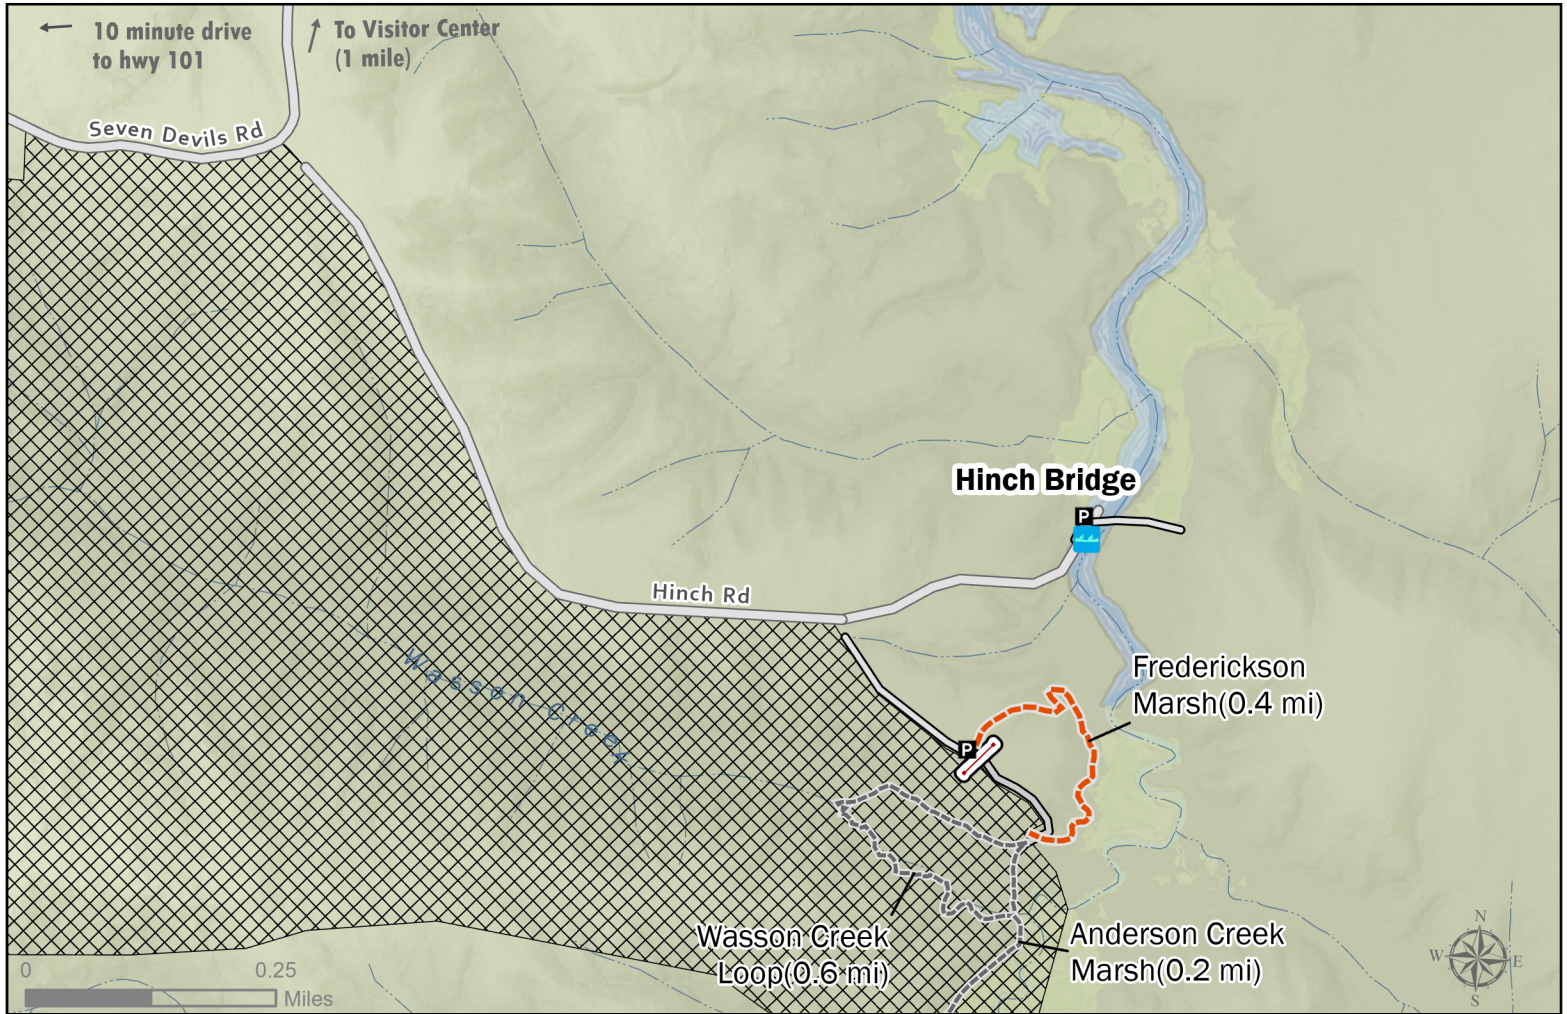 10 minute drive
to hwy 101
To Visitor Center
(1 mile)
Seven Devils Rd
Hinch Bridge
P
Hinch Rd
Wasson Creek
Frederickson
Marsh(0.4 mi)
P
Wasson Creek
Loop(0.6 mi)
Anderson Creek
Marsh(0.2 mi)
0 0.25
Miles
N
W E
S